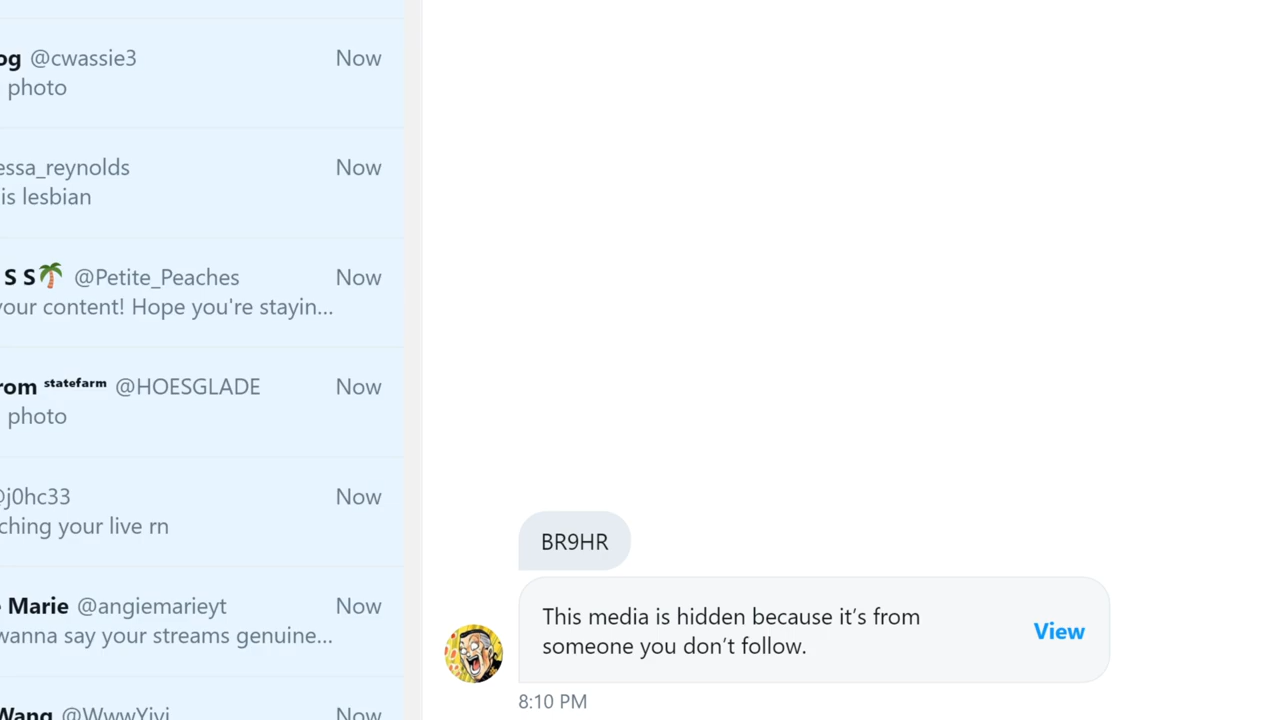 og @cwassie3 Now
photo
essa_reynolds Now
is lesbian
S S🌴 @Petite_Peaches Now
your content! Hope you're stayin...
rom statefarm @HOESGLADE Now
photo
@j0hc33 Now
ching your live rn
Marie @angiemarieyt Now
wanna say your streams genuine...
Wang @WwwYivi Now
BR9HR
This media is hidden because it's from
someone you don't follow.
View
8:10 PM